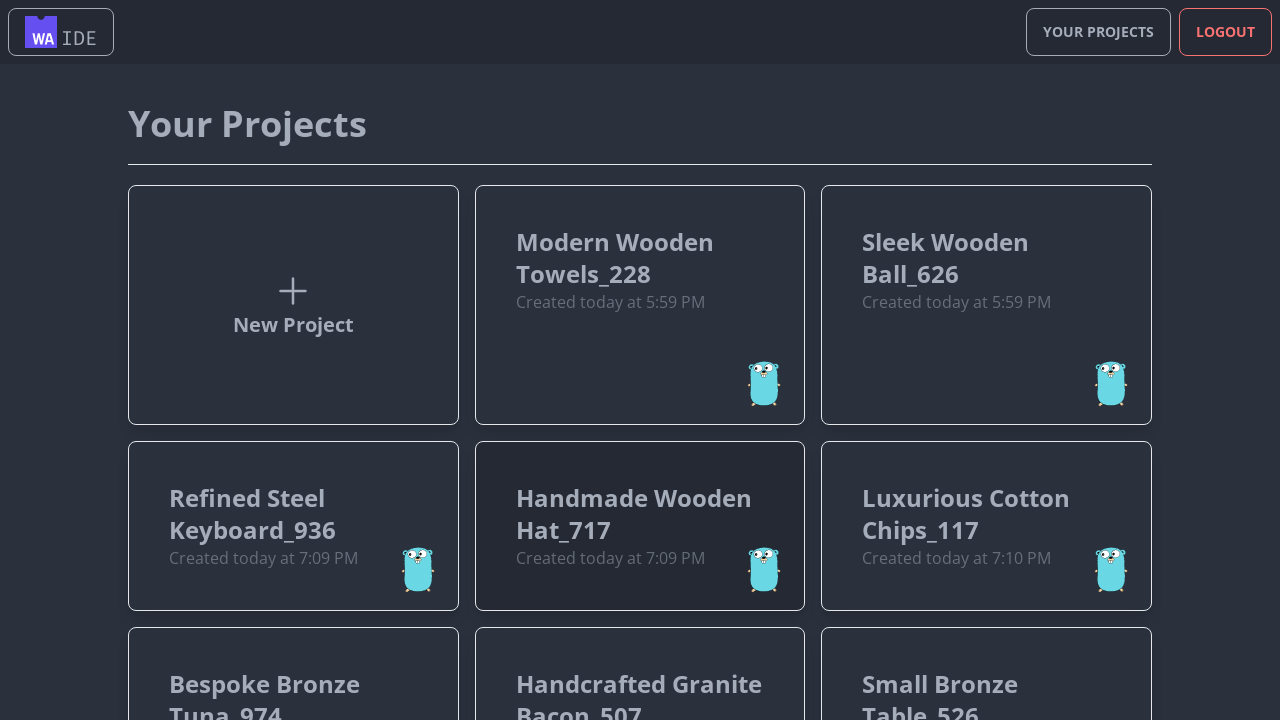 WA IDE
YOUR PROJECTS
LOGOUT
Your Projects
New Project
Modern Wooden
Towels_228
Created today at 5:59 PM
Sleek Wooden
Ball_626
Created today at 5:59 PM
Refined Steel
Keyboard_936
Created today at 7:09 PM
Handmade Wooden
Hat_717
Created today at 7:09 PM
Luxurious Cotton
Chips_117
Created today at 7:10 PM
Bespoke Bronze
Tuna_974
Handcrafted Granite
Bacon_507
Small Bronze
Table_526